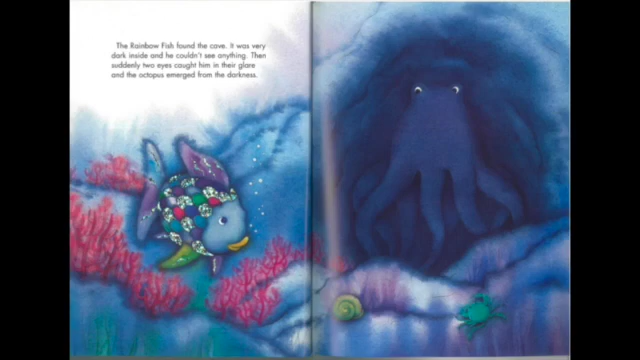 The Rainbow Fish found the cave. It was very
dark inside and he couldn't see anything. Then
suddenly two eyes caught him in their glare
and the octopus emerged from the darkness.